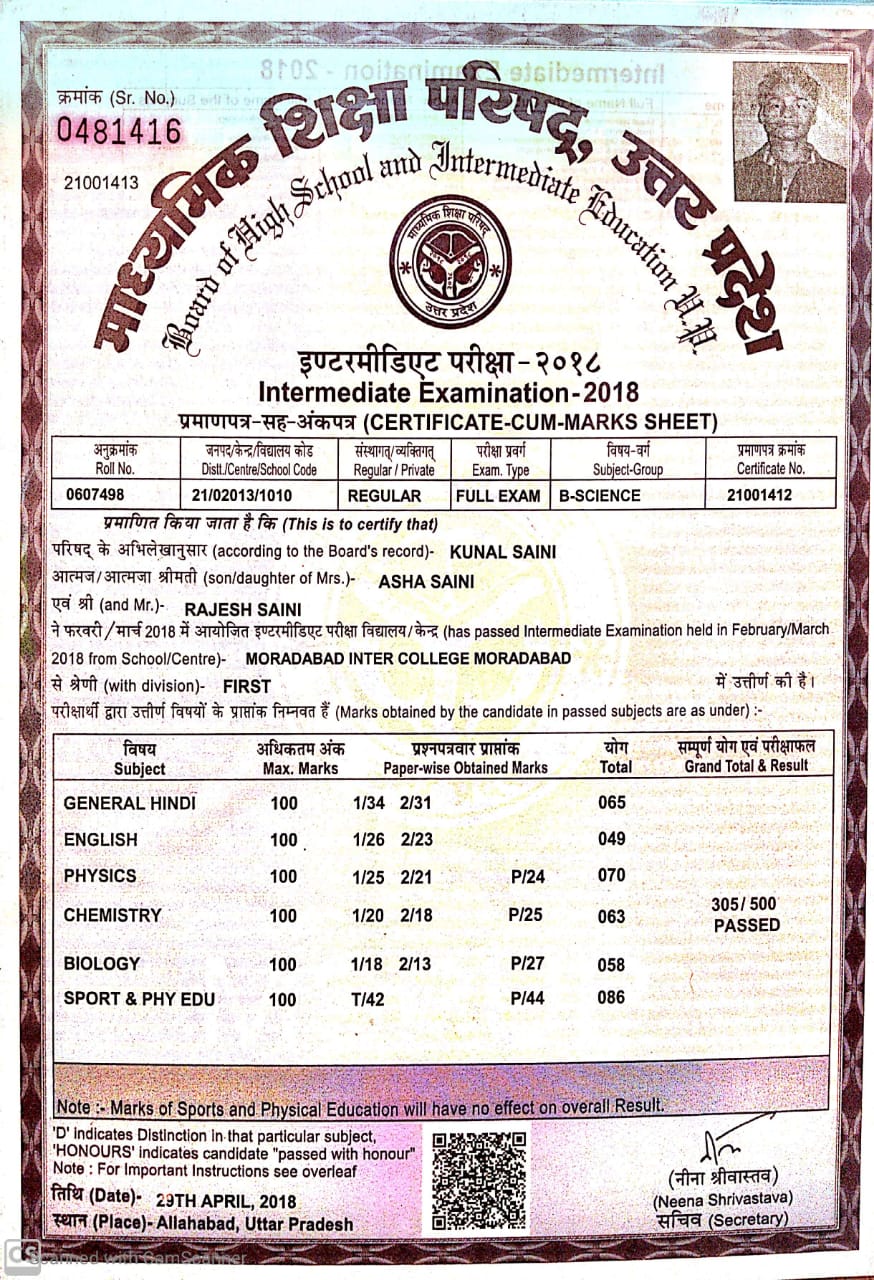 क्रमांक (Sr. No.)
0481416
21001413
माध्यमिक शिक्षा परिषद्, उत्तर प्रदेश
Board of High School and Intermediate Education U.P.
माध्यमिक शिक्षा परिषद
उत्तर प्रदेश
इण्टरमीडिएट परीक्षा - २०१८
Intermediate Examination - 2018
प्रमाणपत्र-सह-अंकपत्र (CERTIFICATE-CUM-MARKS SHEET)
अनुक्रमांक जनपद/केन्द्र/विद्यालय कोड संस्थागत/व्यक्तिगत परीक्षा प्रवर्ग विषय-वर्ग प्रमाणपत्र क्रमांक
Roll No. Distt./Centre/School Code Regular / Private Exam. Type Subject-Group Certificate No.
0607498 21/02013/1010 REGULAR FULL EXAM B-SCIENCE 21001412
प्रमाणित किया जाता है कि (This is to certify that)
परिषद के अभिलेखानुसार (according to the Board's record)- KUNAL SAINI
आत्मज/आत्मजा श्रीमती (son/daughter of Mrs.)- ASHA SAINI
एवं श्री (and Mr.)- RAJESH SAINI
ने फरवरी/मार्च 2018 में आयोजित इण्टरमीडिएट परीक्षा विद्यालय/केन्द्र (has passed Intermediate Examination held in February/March
2018 from School/Centre)- MORADABAD INTER COLLEGE MORADABAD
से श्रेणी (with division)- FIRST में उत्तीर्ण की है।
परीक्षार्थी द्वारा उत्तीर्ण विषयों के प्राप्तांक निम्नवत हैं (Marks obtained by the candidate in passed subjects are as under) :-
विषय अधिकतम अंक प्रश्नपत्रवार प्राप्तांक योग सम्पूर्ण योग एवं परीक्षाफल
Subject Max. Marks Paper-wise Obtained Marks Total Grand Total & Result
GENERAL HINDI 100 1/34 2/31 065
ENGLISH 100 1/26 2/23 049
PHYSICS 100 1/25 2/21 P/24 070
CHEMISTRY 100 1/20 2/18 P/25 063
305/ 500
PASSED
BIOLOGY 100 1/18 2/13 P/27 058
SPORT & PHY EDU 100 T/42 P/44 086
Note :- Marks of Sports and Physical Education will have no effect on overall Result.
'D' indicates Distinction in that particular subject,
'HONOURS' indicates candidate "passed with honour"
Note : For Important Instructions see overleaf
तिथि (Date)- 29TH APRIL, 2018
स्थान (Place)- Allahabad, Uttar Pradesh
(नीना श्रीवास्तव)
(Neena Shrivastava)
सचिव (Secretary)
CS Scanned with CamScanner